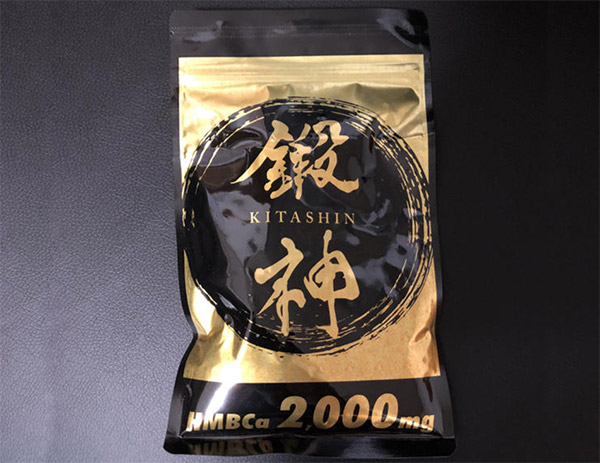 鍛
KITASHIN
神
HMBCa 2,000mg